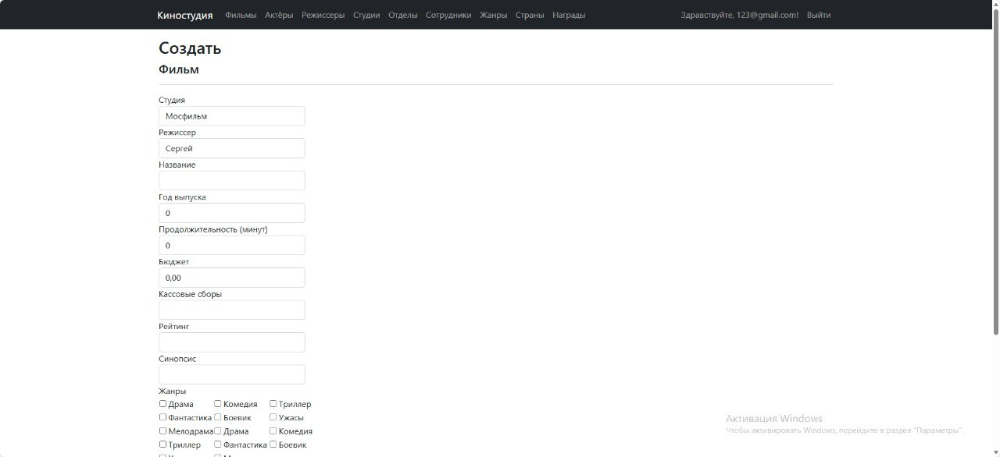 Киностудия Фильмы Актёры Режиссеры Студии Отделы Сотрудники Жанры Страны Награды Здравствуйте, 123@gmail.com! Выйти
Создать
Фильм
Студия
Мосфильм
Режиссер
Сергей
Название
Год выпуска
0
Продолжительность (минут)
0
Бюджет
0,00
Кассовые сборы
Рейтинг
Синопсис
Жанры
Драма Комедия Триллер
Фантастика Боевик Ужасы
Мелодрама Драма Комедия
Триллер Фантастика Боевик
Активация Windows
Чтобы активировать Windows, перейдите в раздел "Параметры".